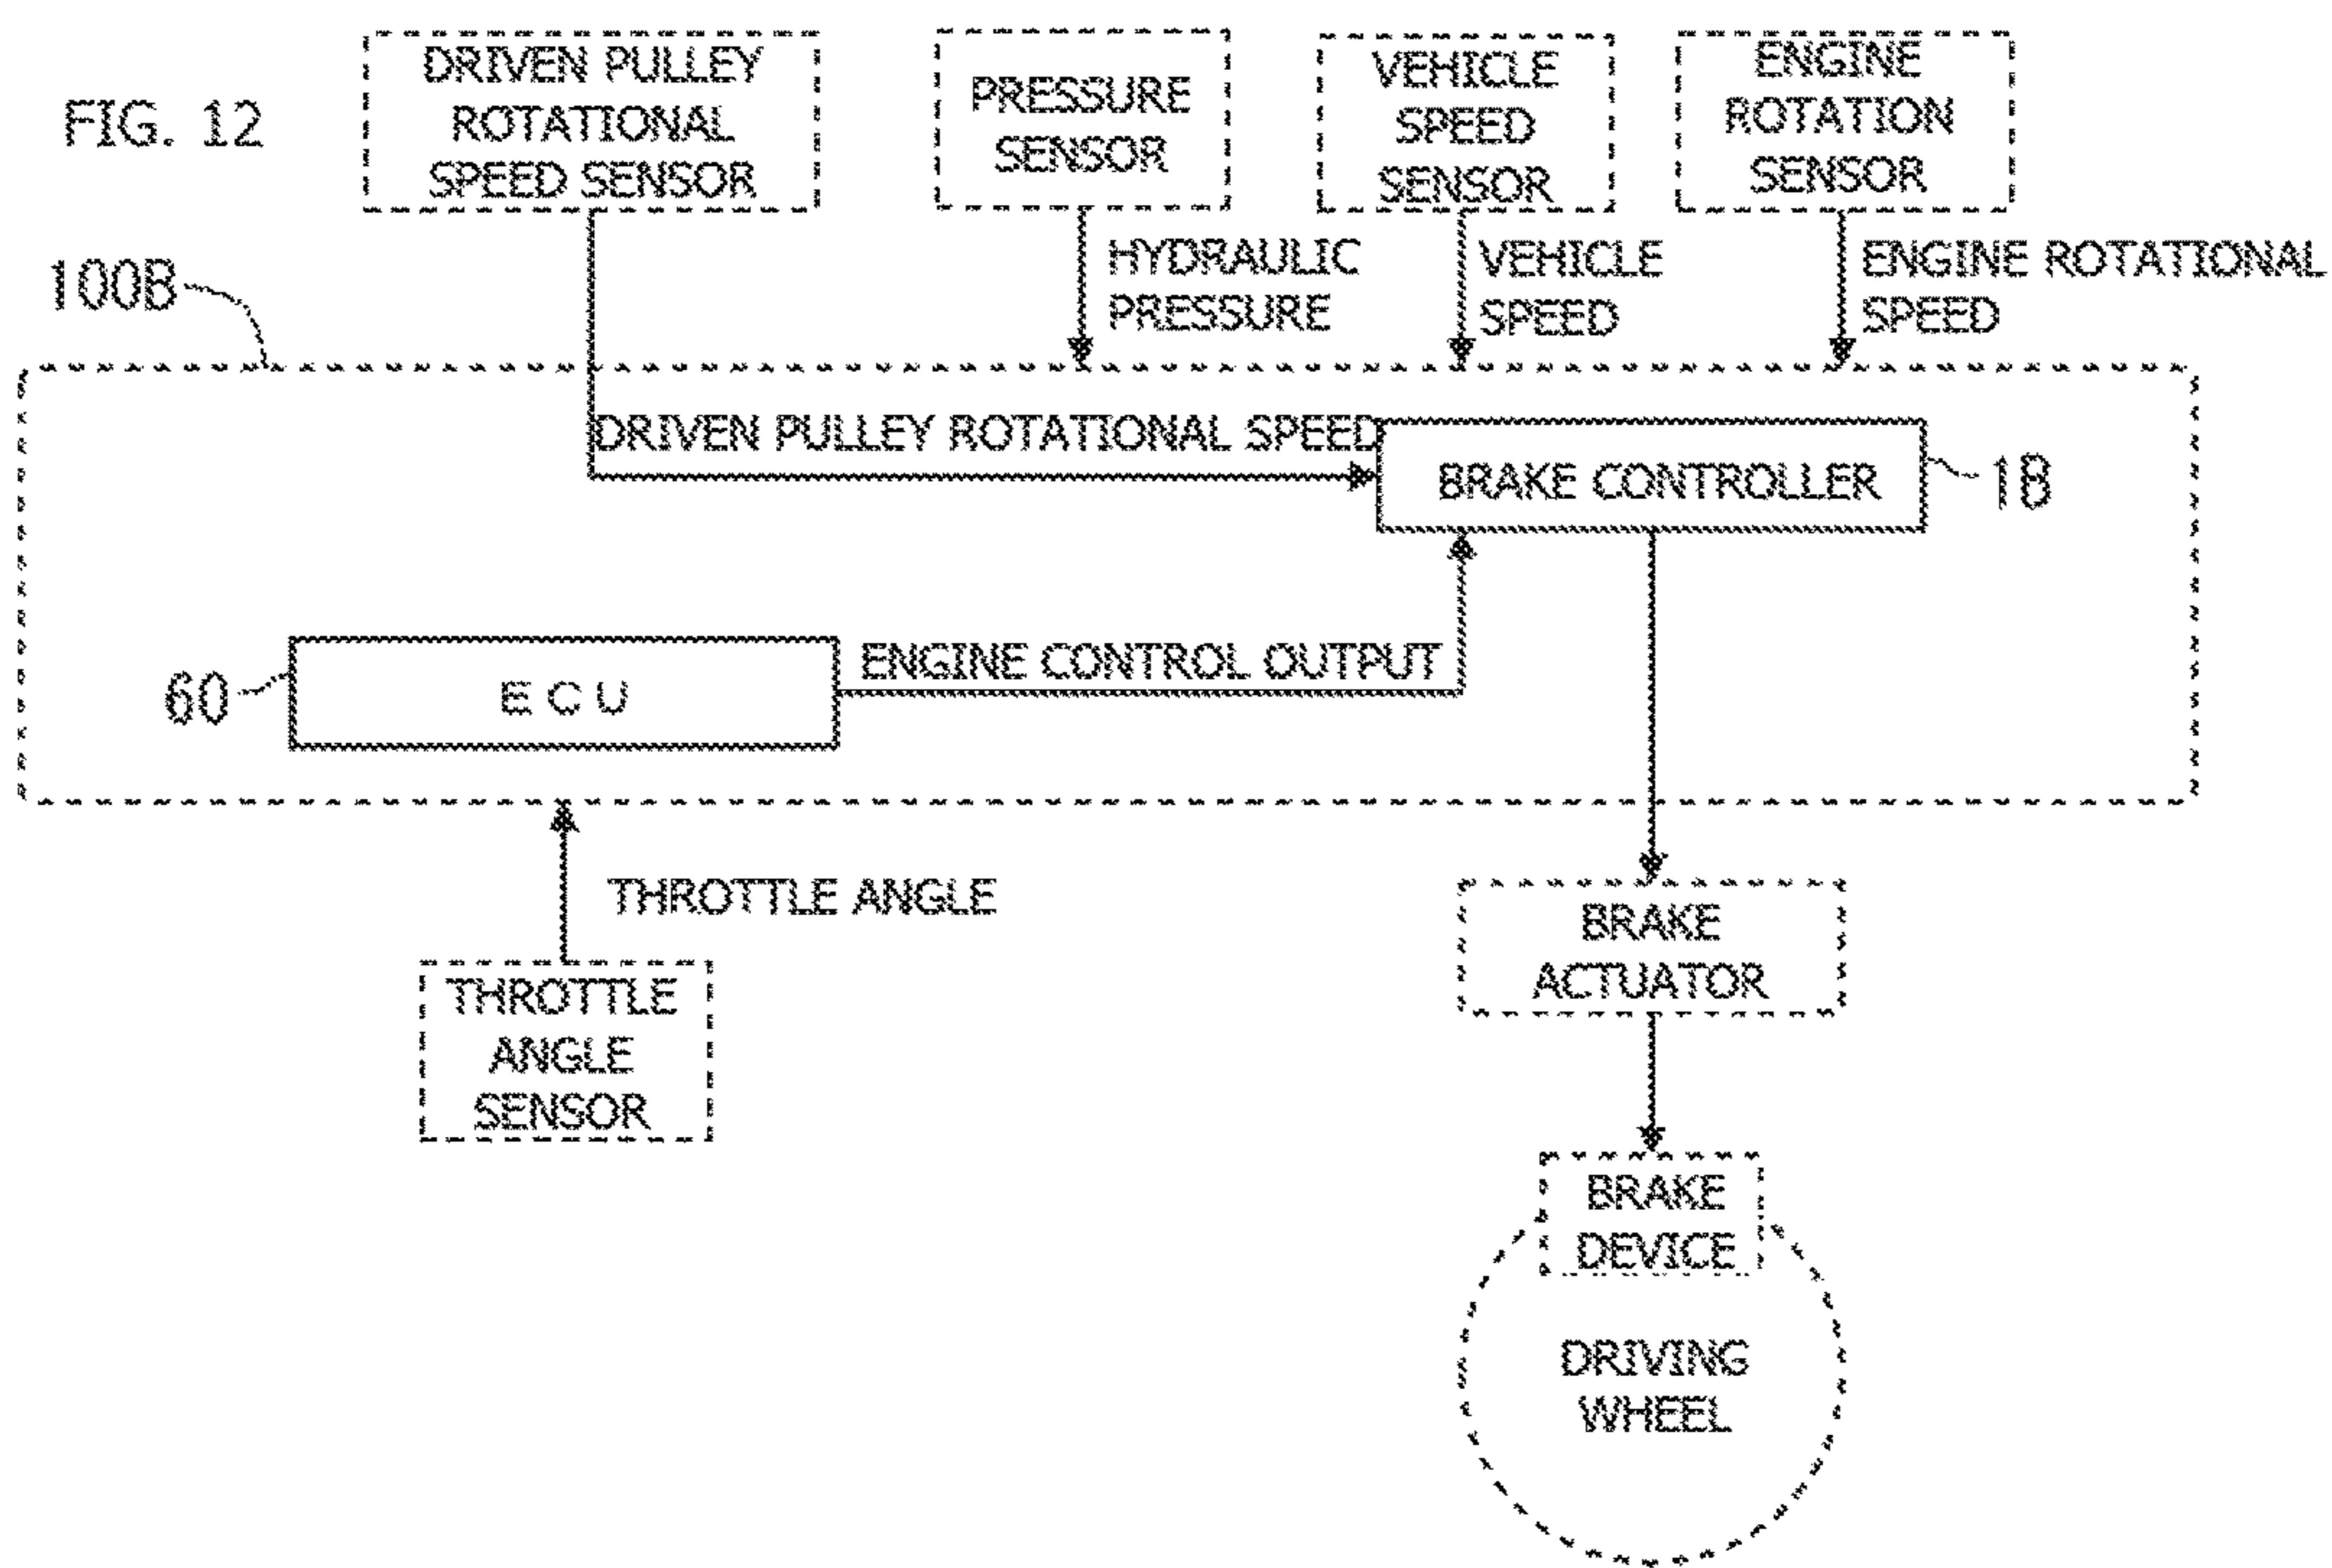 FIG. 12
DRIVEN PULLEY
ROTATIONAL
SPEED SENSOR
PRESSURE
SENSOR
VEHICLE
SPEED
SENSOR
ENGINE
ROTATION
SENSOR
HYDRAULIC
PRESSURE
VEHICLE
SPEED
ENGINE ROTATIONAL
SPEED
100B
DRIVEN PULLEY ROTATIONAL SPEED
BRAKE CONTROLLER
1B
60
ECU
ENGINE CONTROL OUTPUT
THROTTLE ANGLE
THROTTLE
ANGLE
SENSOR
BRAKE
ACTUATOR
BRAKE
DEVICE
DRIVING
WHEEL